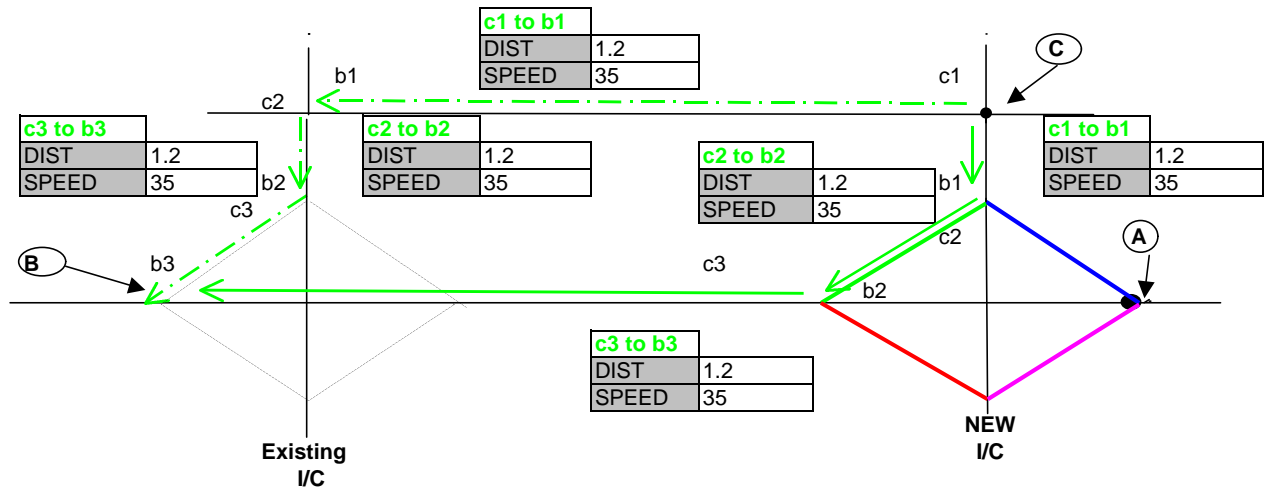 c1 to b1
DIST 1.2
SPEED 35
C
b1
c1
c2
c3 to b3
DIST 1.2
SPEED 35
c2 to b2
DIST 1.2
SPEED 35
c2 to b2
DIST 1.2
SPEED 35
c1 to b1
DIST 1.2
SPEED 35
b2
b1
c3
c2
A
B
b3
c3
b2
c3 to b3
DIST 1.2
SPEED 35
Existing
I/C
NEW
I/C